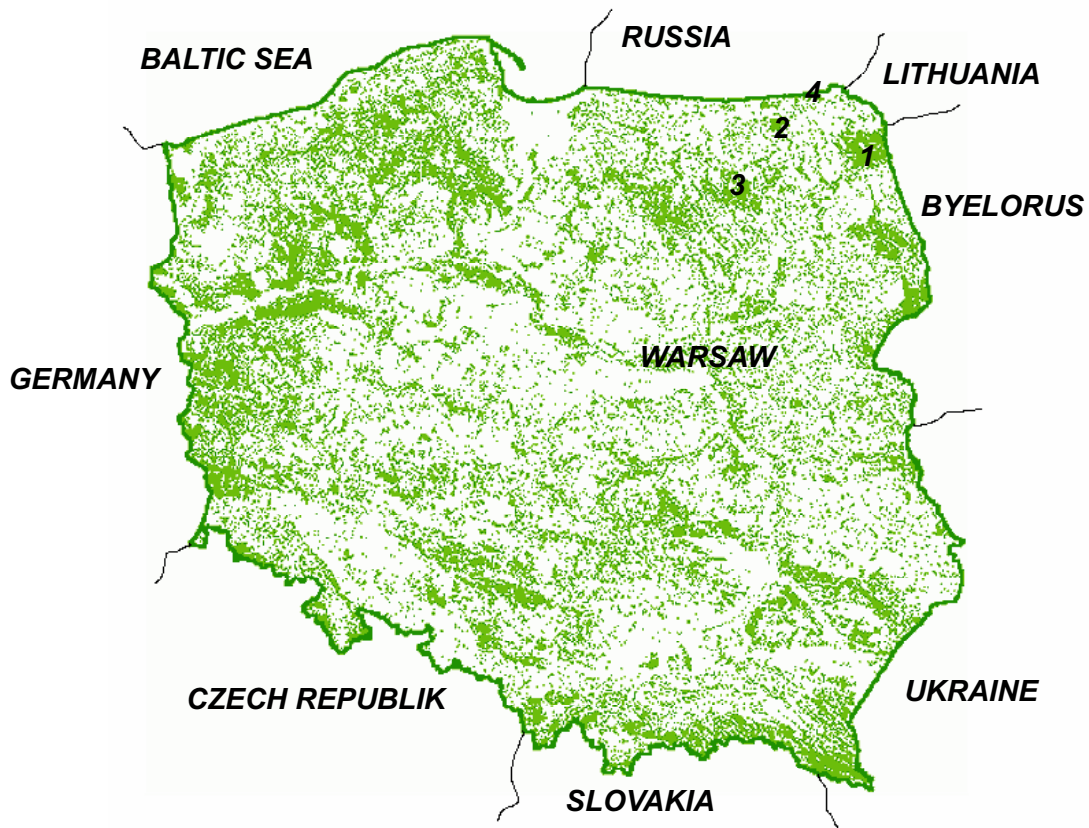 RUSSIA
BALTIC SEA
LITHUANIA
4
2
1
3
BYELORUS
WARSAW
GERMANY
CZECH REPUBLIK
UKRAINE
SLOVAKIA